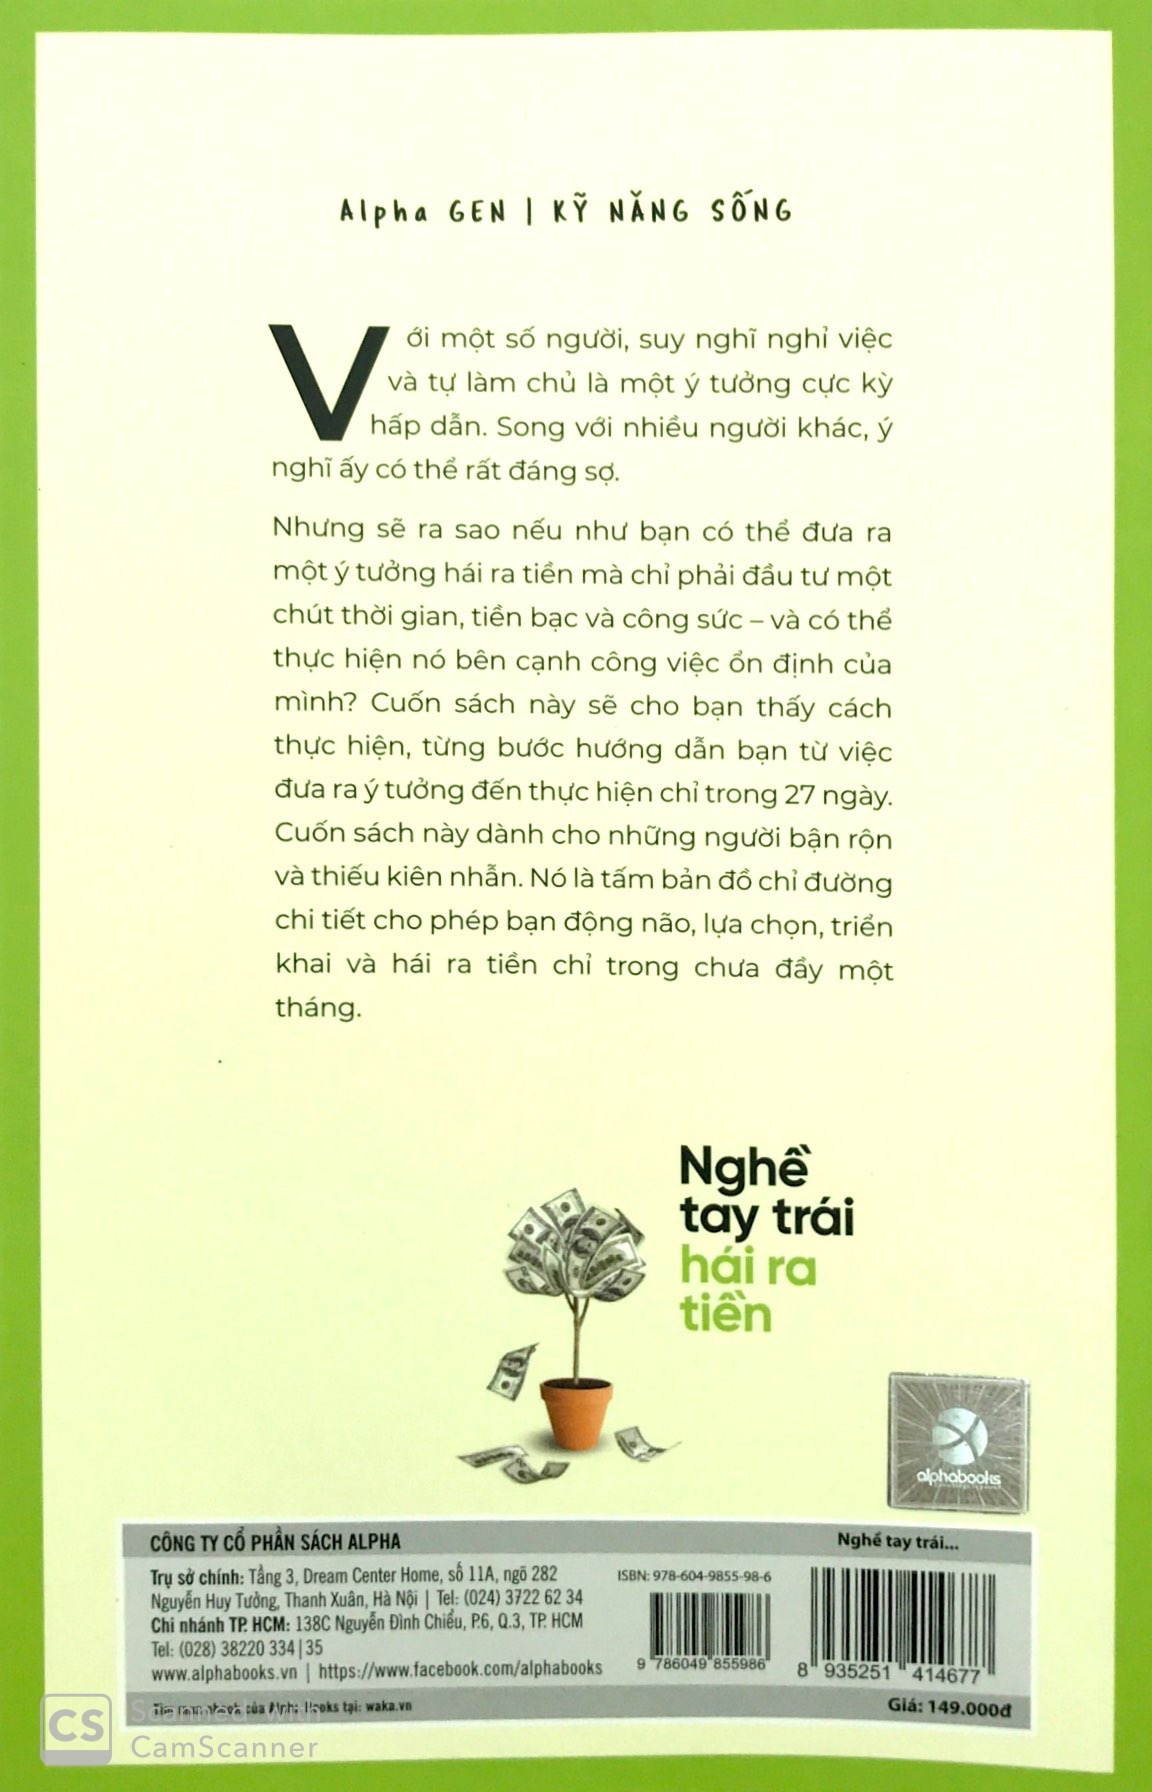 Alpha GEN | KỸ NĂNG SỐNG
Với một số người, suy nghĩ nghỉ việc
và tự làm chủ là một ý tưởng cực kỳ
hấp dẫn. Song với nhiều người khác, ý
nghĩ ấy có thể rất đáng sợ.
Nhưng sẽ ra sao nếu như bạn có thể đưa ra
một ý tưởng hái ra tiền mà chỉ phải đầu tư một
chút thời gian, tiền bạc và công sức – và có thể
thực hiện nó bên cạnh công việc ổn định của
mình? Cuốn sách này sẽ cho bạn thấy cách
thực hiện, từng bước hướng dẫn bạn từ việc
đưa ra ý tưởng đến thực hiện chỉ trong 27 ngày.
Cuốn sách này dành cho những người bận rộn
và thiếu kiên nhẫn. Nó là tấm bản đồ chỉ đường
chi tiết cho phép bạn động não, lựa chọn, triển
khai và hái ra tiền chỉ trong chưa đầy một
tháng.
Nghề
tay trái
hái ra
tiền
alphabooks
CÔNG TY CỔ PHẦN SÁCH ALPHA
Trụ sở chính: Tầng 3, Dream Center Home, số 11A, ngõ 282
Nguyễn Huy Tưởng, Thanh Xuân, Hà Nội | Tel: (024) 3722 62 34
Chi nhánh TP. HCM: 138C Nguyễn Đình Chiểu, P.6, Q.3, TP. HCM
Tel: (028) 38220 334 | 35
www.alphabooks.vn | https://www.facebook.com/alphabooks
ISBN: 978-604-9855-98-6
9 786049 855986
Nghề tay trái...
8 935251 414677
Tìm mua ebook của Alpha Books tại: waka.vn
Giá: 149.000đ
CS
Scanned with
CamScanner